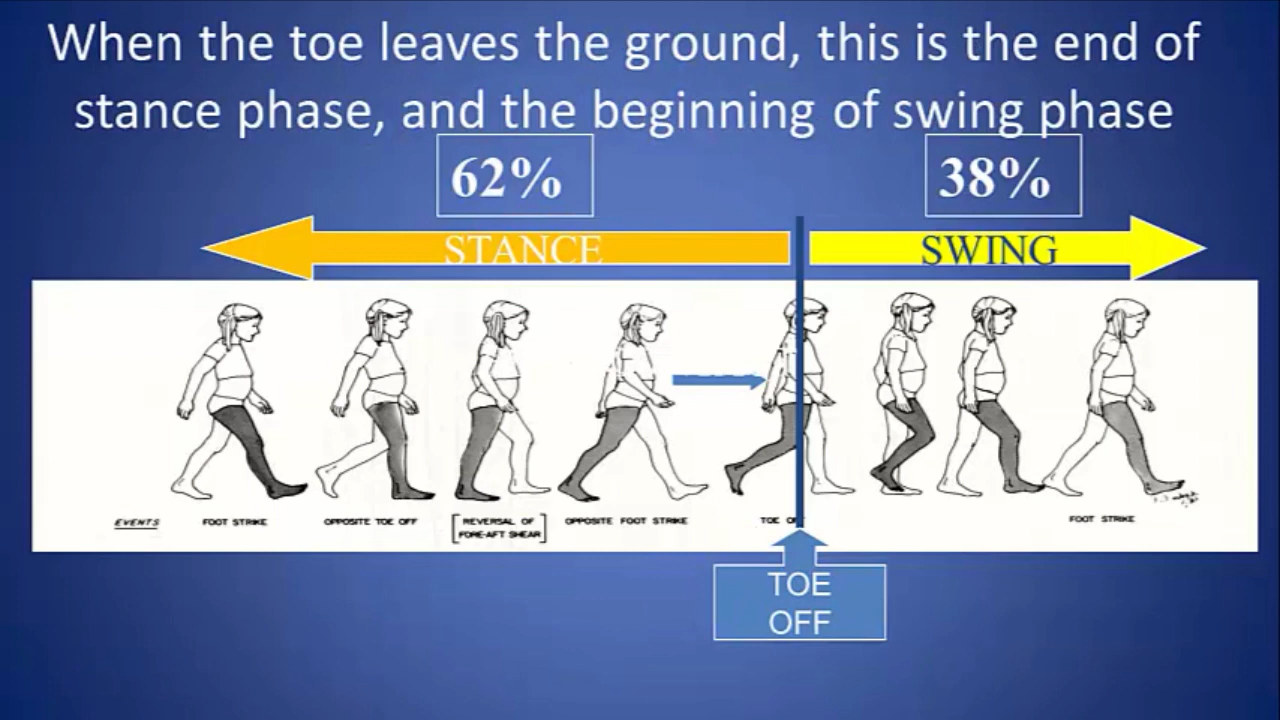 When the toe leaves the ground, this is the end of
stance phase, and the beginning of swing phase
62%
38%
STANCE
SWING
EVENTS
FOOT STRIKE
OPPOSITE TOE OFF
REVERSAL OF
FORE-AFT SHEAR
OPPOSITE FOOT STRIKE
TOE
FOOT STRIKE
TOE
OFF